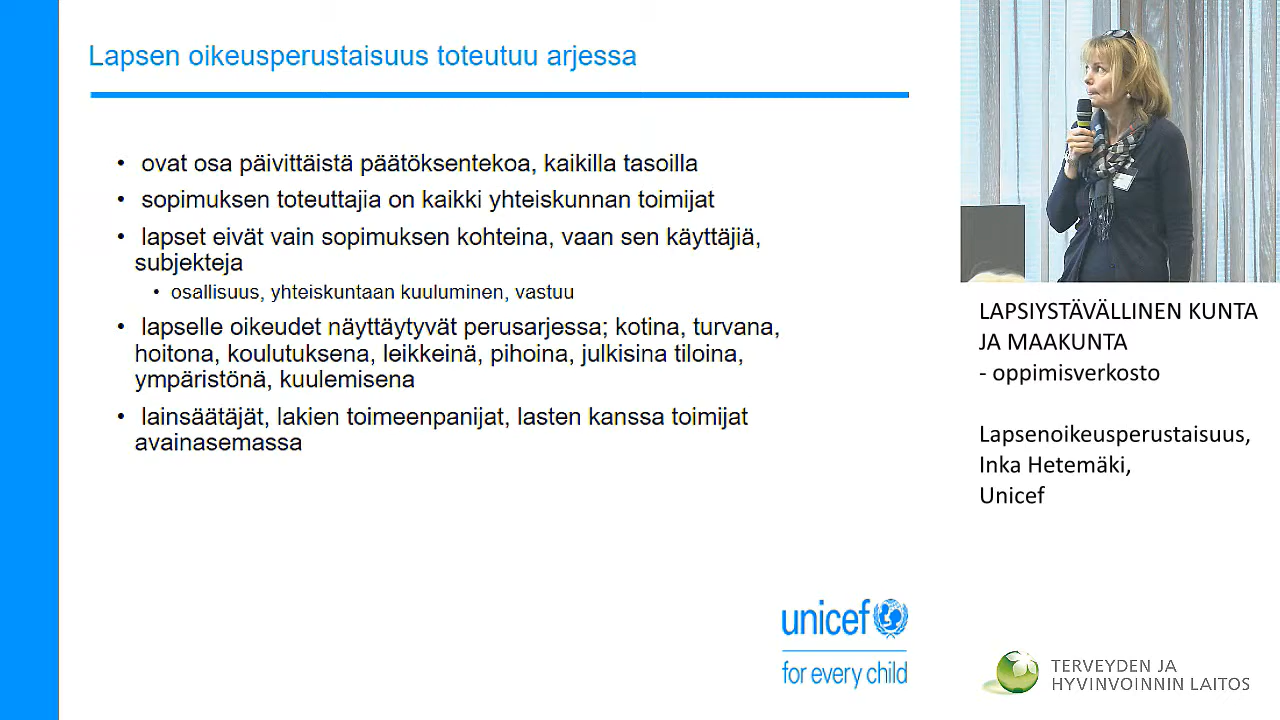 Lapsen oikeusperustaisuus toteutuu arjessa
• ovat osa päivittäistä päätöksentekoa, kaikilla tasoilla
• sopimuksen toteuttajia on kaikki yhteiskunnan toimijat
• lapset eivät vain sopimuksen kohteina, vaan sen käyttäjiä,
subjekteja
• osallisuus, yhteiskuntaan kuuluminen, vastuu
• lapselle oikeudet näyttäytyvät perusarjessa; kotina, turvana,
hoitona, koulutuksena, leikkeinä, pihoina, julkisina tiloina,
ympäristönä, kuulemisena
• lainsäätäjät, lakien toimeenpanijat, lasten kanssa toimijat
avainasemassa
unicef
for every child
LAPSIYSTÄVÄLLINEN KUNTA
JA MAAKUNTA
- oppimisverkosto
Lapsenoikeusperustaisuus,
Inka Hetemäki,
Unicef
TERVEYDEN JA
HYVINVOINNIN LAITOS